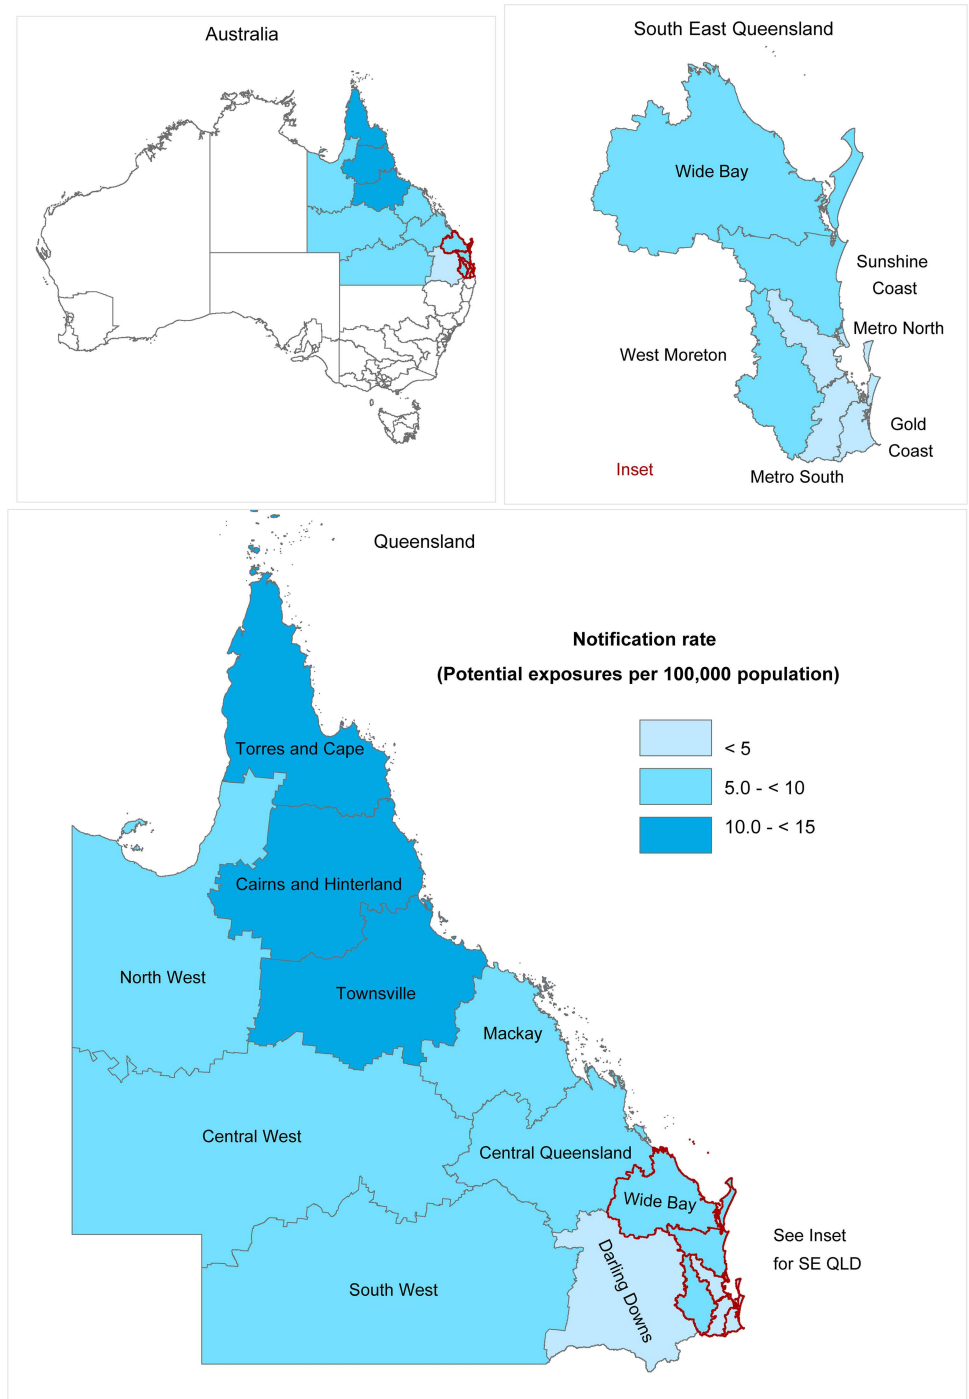 Australia
South East Queensland
Wide Bay
Sunshine
Coast
Metro North
West Moreton
Gold
Coast
Inset
Metro South
Queensland
Notification rate
(Potential exposures per 100,000 population)
< 5
5.0 - < 10
10.0 - < 15
Torres and Cape
Cairns and Hinterland
North West
Townsville
Mackay
Central West
Central Queensland
Wide Bay
See Inset
for SE QLD
Darling Downs
South West